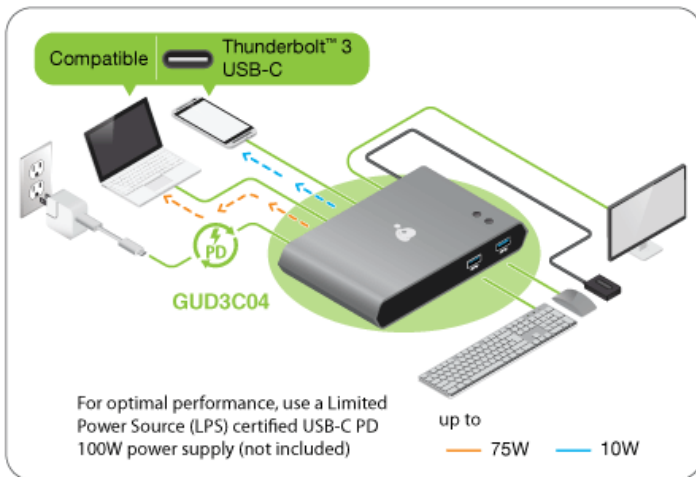 Compatible
Thunderbolt™ 3
USB-C
PD
GUD3C04
For optimal performance, use a Limited
Power Source (LPS) certified USB-C PD
100W power supply (not included)
up to
75W 10W